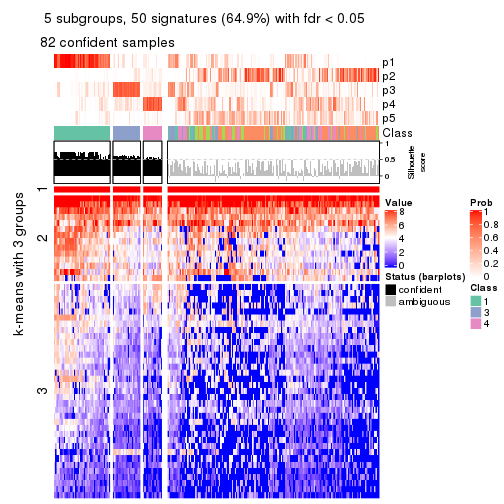 5 subgroups, 50 signatures (64.9%) with fdr < 0.05
82 confident samples
p1
p2
p3
p4
p5
Class
1
0.5
0
Silhouette
score
k-means with 3 groups
1
2
3
Value
8
6
4
2
0
Status (barplots)
confident
ambiguous
Prob
1
0.8
0.6
0.4
0.2
0
Class
1
3
4